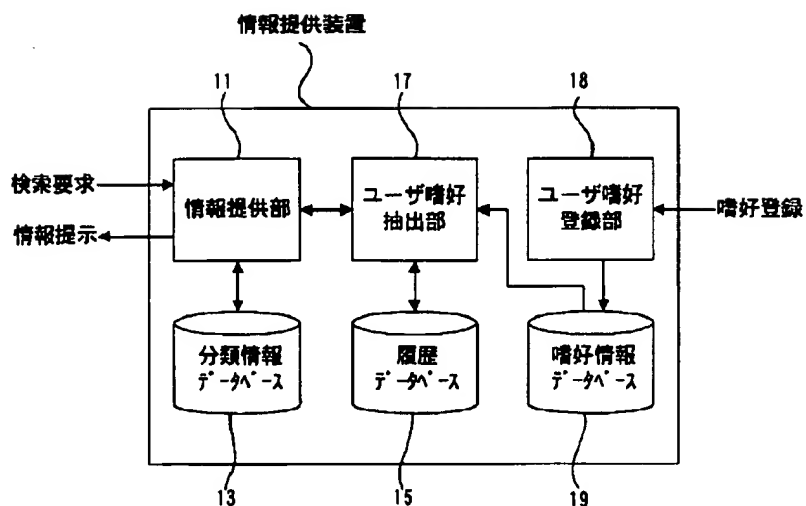 情報提供装置
11
17
18
検索要求
情報提示
情報提供部
ユーザ嗜好
抽出部
ユーザ嗜好
登録部
嗜好登録
分類情報
データベース
履歴
データベース
嗜好情報
データベース
13
15
19